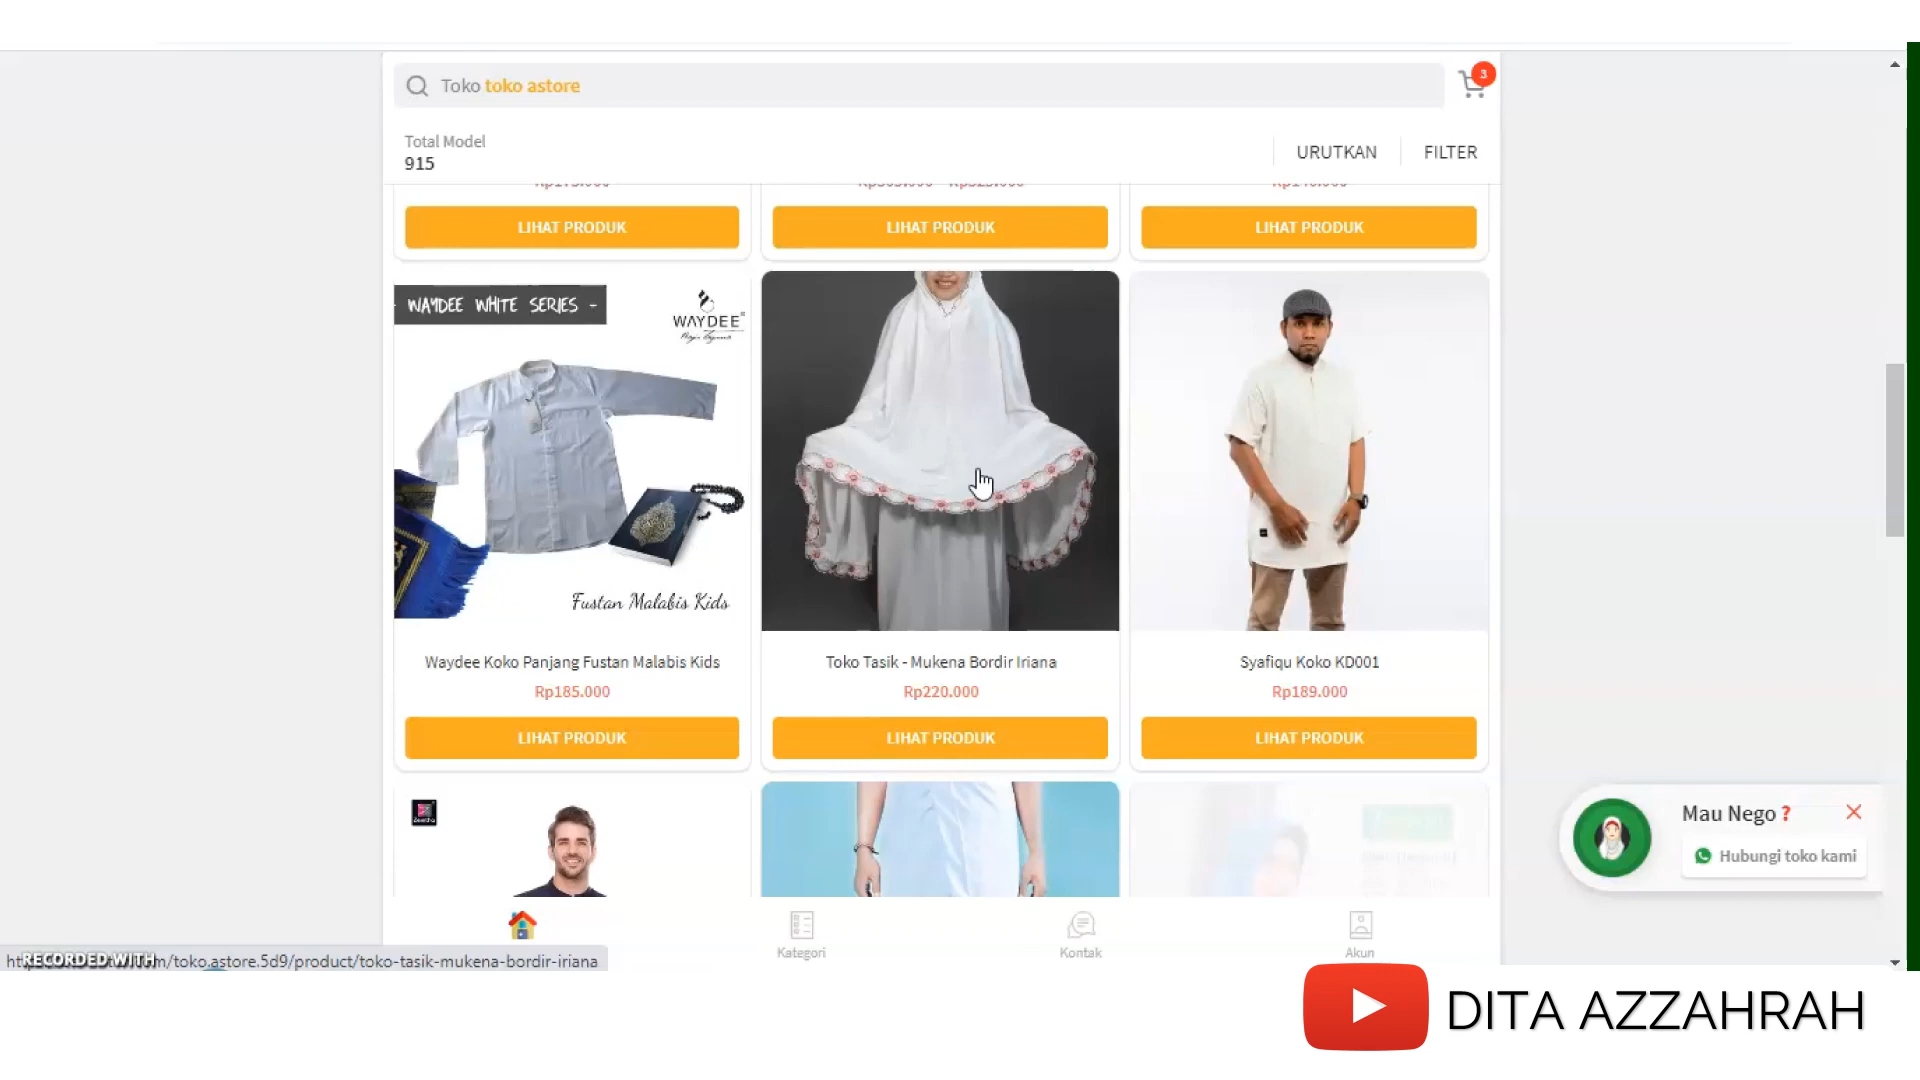 Toko toko astore
3
Total Model
915
URUTKAN
FILTER
LIHAT PRODUK
LIHAT PRODUK
LIHAT PRODUK
- WAYDEE WHITE SERIES -
WAYDEE
Fustan Malabis Kids
Waydee Koko Panjang Fustan Malabis Kids
Rp185.000
LIHAT PRODUK
Toko Tasik - Mukena Bordir Iriana
Rp220.000
LIHAT PRODUK
Syafiqu Koko KD001
Rp189.000
LIHAT PRODUK
Mau Nego ?
Hubungi toko kami
Kategori
Kontak
Akun
RECORDED WITH
m/toko.astore.5d9/product/toko-tasik-mukena-bordir-iriana
DITA AZZAHRAH